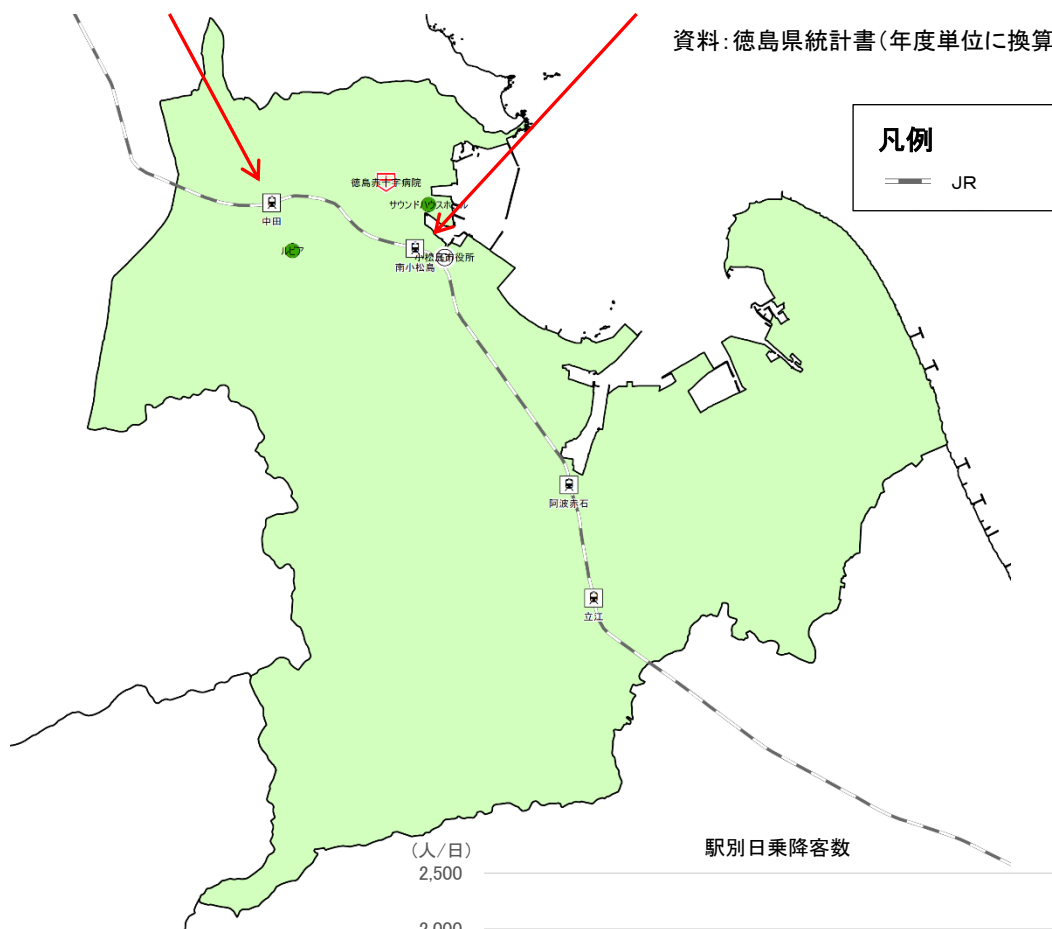 資料：徳島県統計書（年度単位に換算
凡例
JR
徳島赤十字病院
サウンドハウスホール
中田
ルピア
南小松島
小松島市役所
阿波赤石
立江
（人/日）
駅別日乗降客数
2,500
2,000